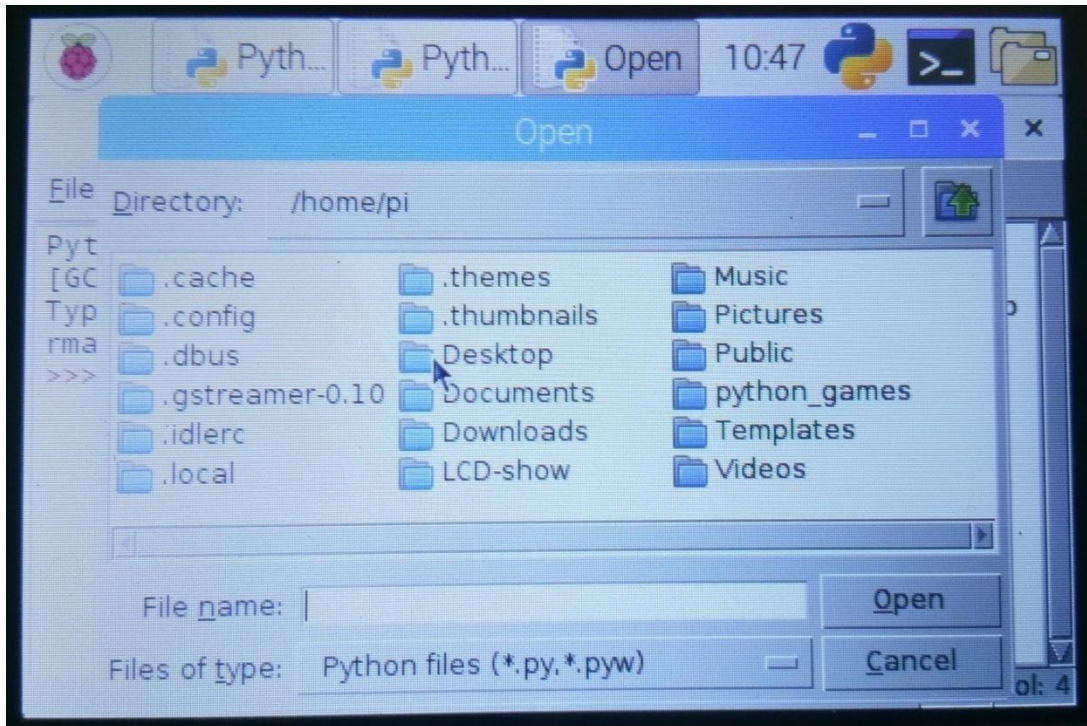 Pyth... Pyth... Open 10:47 >_
Open
File
Directory: /home/pi
Pyt
[GC
Typ
rma
>>>
.cache .themes Music
.config .thumbnails Pictures
.dbus Desktop Public
.gstreamer-0.10 Documents python_games
.idlerc Downloads Templates
.local LCD-show Videos
File name:
Open
Files of type: Python files (*.py,*.pyw)
Cancel
ol: 4